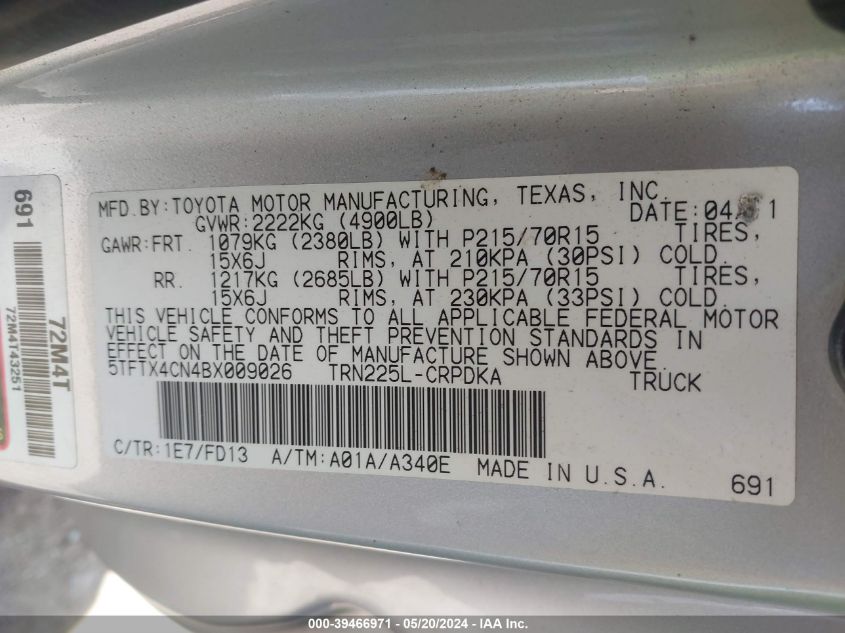 MFD.BY:TOYOTA MOTOR MANUFACTURING, TEXAS, INC.
GVWR:2222KG (4900LB) DATE:04 1
GAWR:FRT. 1079KG (2380LB) WITH P215/70R15 TIRES,
15X6J RIMS, AT 210KPA (30PSI) COLD.
RR. 1217KG (2685LB) WITH P215/70R15 TIRES,
15X6J RIMS, AT 230KPA (33PSI) COLD.
THIS VEHICLE CONFORMS TO ALL APPLICABLE FEDERAL MOTOR
VEHICLE SAFETY AND THEFT PREVENTION STANDARDS IN
EFFECT ON THE DATE OF MANUFACTURE SHOWN ABOVE.
5TFTX4CN4BX009026 TRN225L-CRPDKA TRUCK
C/TR:1E7/FD13 A/TM:A01A/A340E MADE IN U.S.A.
691
691
72M4T
72M4T43251
000-39466971 | 05/20/2024 | IAA Inc.